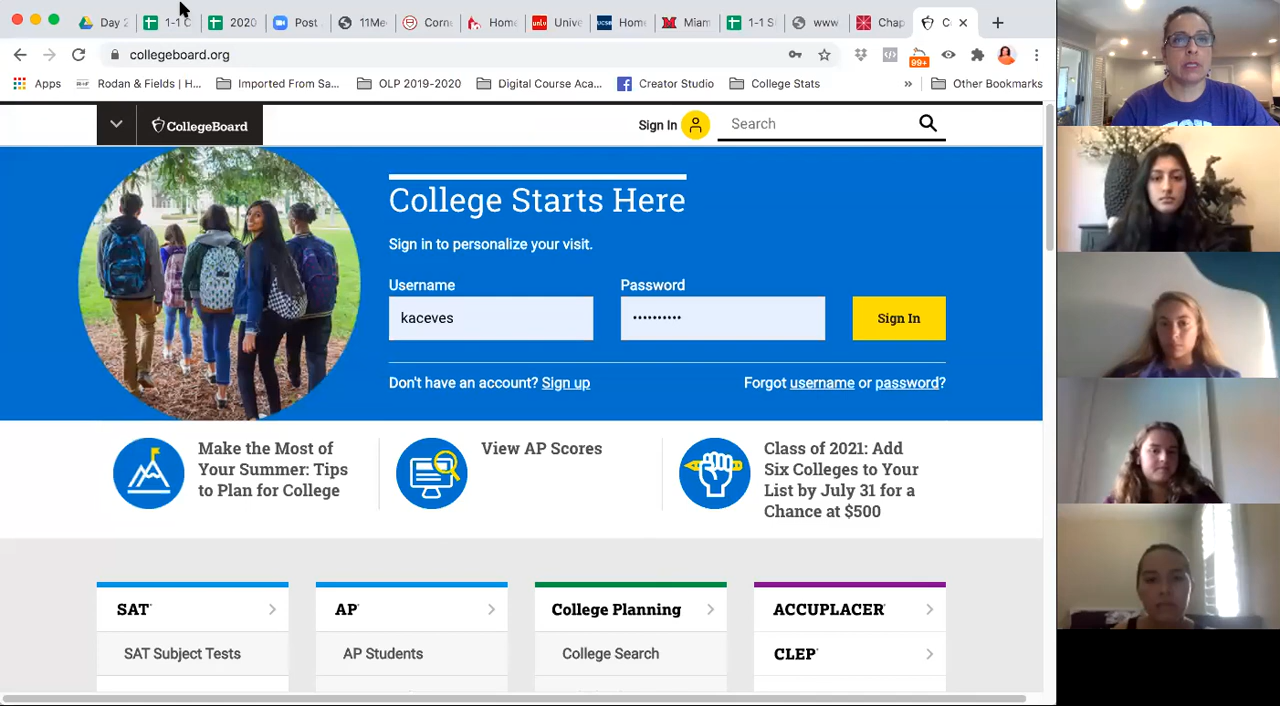 Day 2
1-1 C
2020
Post
11Me
Corn
Home
Unive
Home
Miam
1-1 S
www
Chap
C
collegeboard.org
99+
Apps
Rodan & Fields | H...
Imported From Sa...
OLD 2019-2020
Digital Course Aca...
Creator Studio
College Stats
»
Other Bookmarks
CollegeBoard
Sign In
Search
College Starts Here
Sign in to personalize your visit.
Username
Password
kaceves
••••••••••
Sign In
Don't have an account? Sign up
Forgot username or password?
Make the Most of
Your Summer: Tips
to Plan for College
View AP Scores
Class of 2021: Add
Six Colleges to Your
List by July 31 for a
Chance at $500
SAT
AP
College Planning
ACCUPLACER
SAT Subject Tests
AP Students
College Search
CLEP